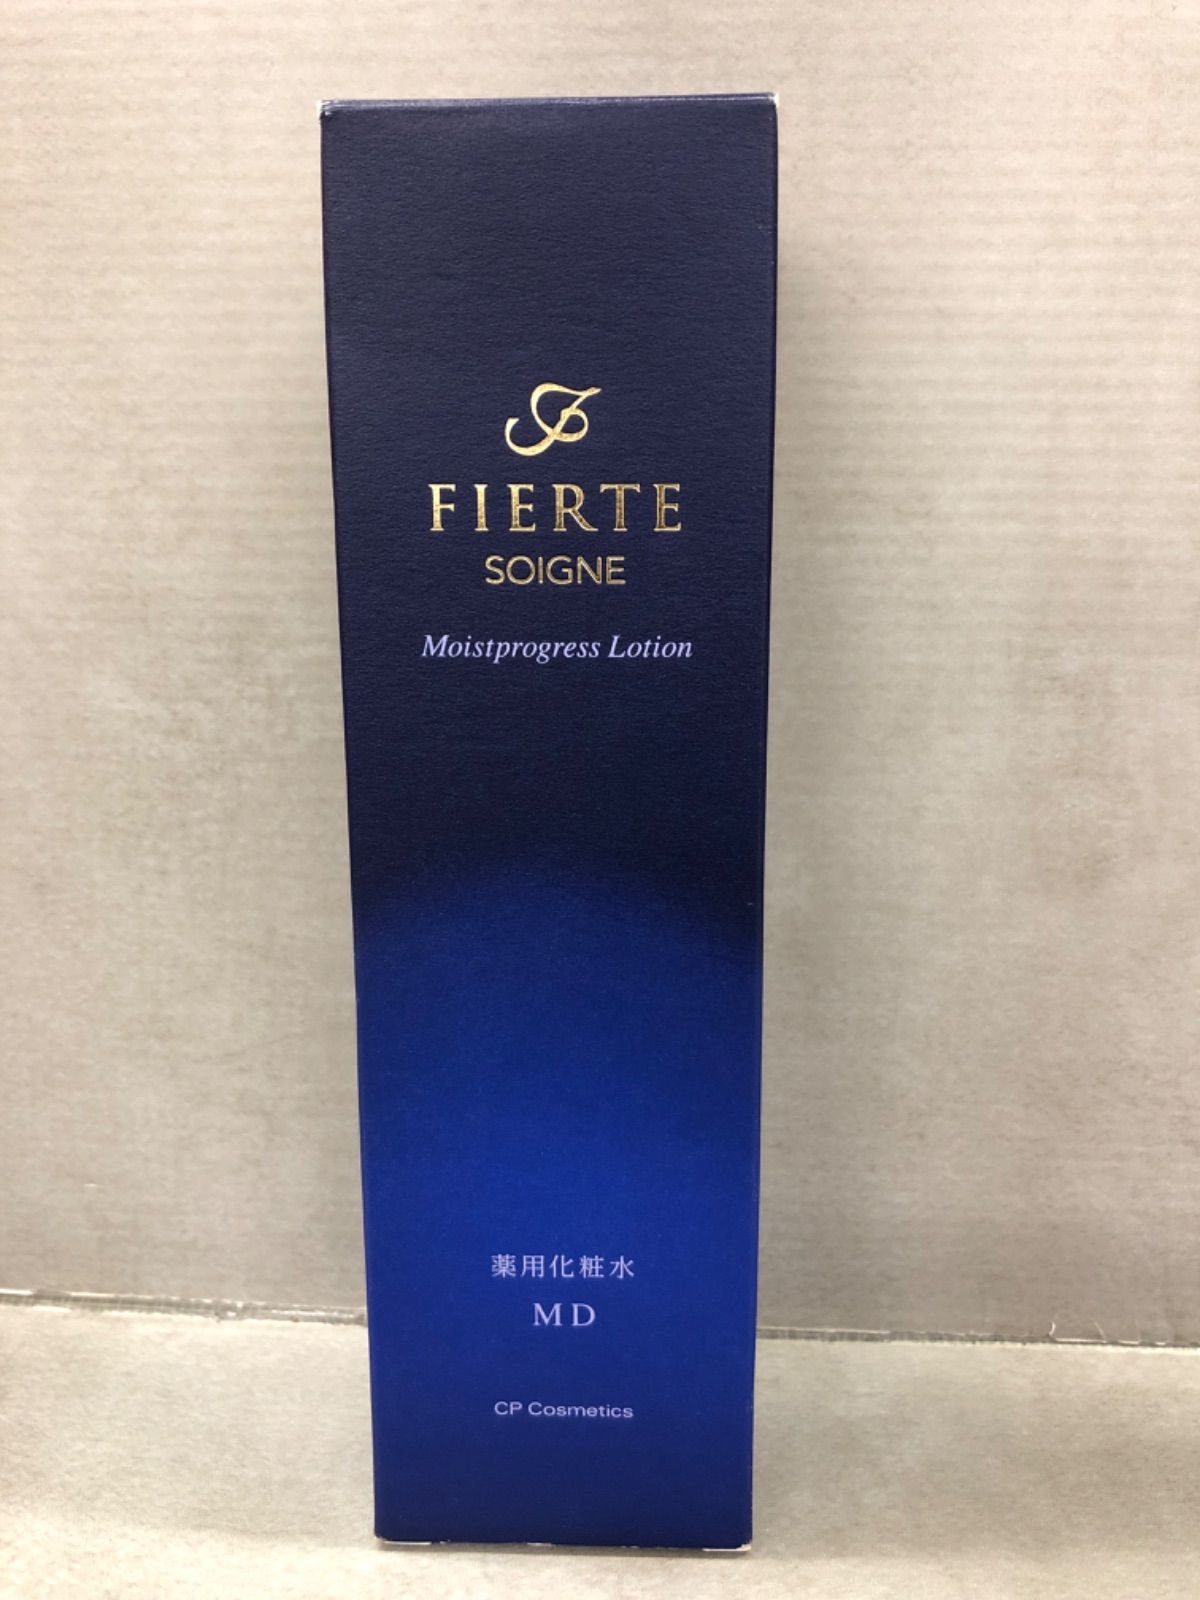 FIERTE
SOIGNE
Moistprogress Lotion
薬用化粧水
MD
CP Cosmetics